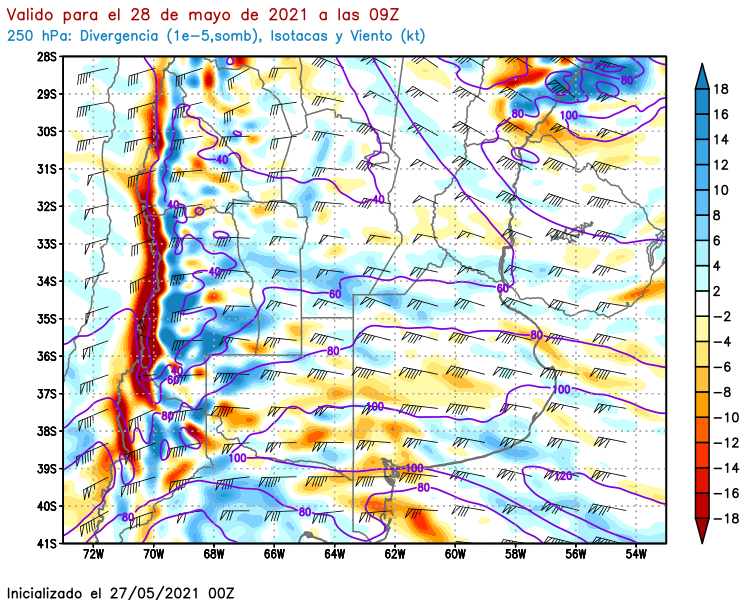 Valido para el 28 de mayo de 2021 a las 09Z
250 hPa: Divergencia (1e−5,somb), Isotacas y Viento (kt)
28S
29S
30S
31S
32S
33S
34S
35S
36S
37S
38S
39S
40S
41S
72W
70W
68W
66W
64W
62W
60W
58W
56W
54W
80
100
80
40
40
40
40
60
60
80
80
40
60
80
100
100
100
100
120
80
80
80
18
16
14
12
10
8
6
4
2
−2
−4
−6
−8
−10
−12
−14
−16
−18
Inicializado el 27/05/2021 00Z